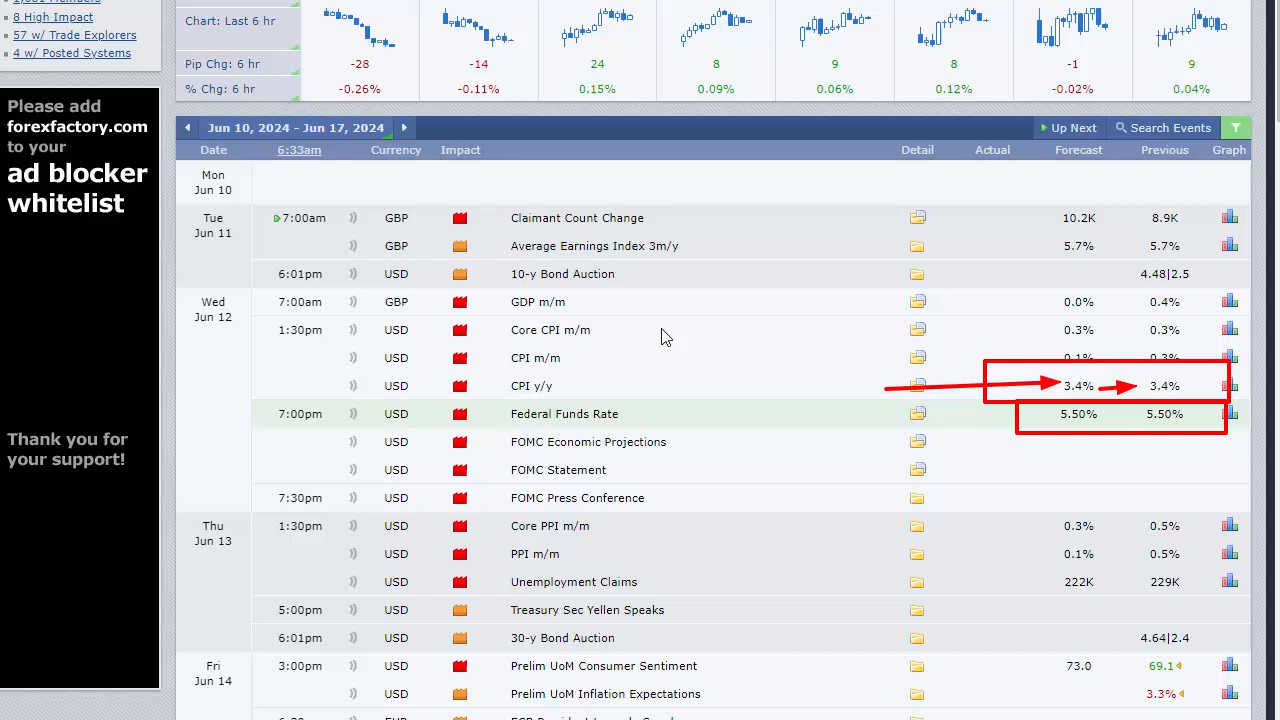 8 High Impact
57 w/ Trade Explorers
4 w/ Posted Systems
Please add
forexfactory.com
to your
ad blocker
whitelist
Thank you for
your support!
Chart: Last 6 hr
Pip Chg: 6 hr -28 -14 24 8 9 8 -1 9
% Chg: 6 hr -0.26% -0.11% 0.15% 0.09% 0.06% 0.12% -0.02% 0.04%
Jun 10, 2024 - Jun 17, 2024 Up Next Search Events
Date 6:33am Currency Impact Detail Actual Forecast Previous Graph
Mon
Jun 10
Tue
Jun 11
7:00am GBP Claimant Count Change 10.2K 8.9K
GBP Average Earnings Index 3m/y 5.7% 5.7%
6:01pm USD 10-y Bond Auction 4.48|2.5
Wed
Jun 12
7:00am GBP GDP m/m 0.0% 0.4%
1:30pm USD Core CPI m/m 0.3% 0.3%
USD CPI m/m 0.1% 0.3%
USD CPI y/y 3.4% 3.4%
7:00pm USD Federal Funds Rate 5.50% 5.50%
USD FOMC Economic Projections
USD FOMC Statement
7:30pm USD FOMC Press Conference
Thu
Jun 13
1:30pm USD Core PPI m/m 0.3% 0.5%
USD PPI m/m 0.1% 0.5%
USD Unemployment Claims 222K 229K
5:00pm USD Treasury Sec Yellen Speaks
6:01pm USD 30-y Bond Auction 4.64|2.4
Fri
Jun 14
3:00pm USD Prelim UoM Consumer Sentiment 73.0 69.1
USD Prelim UoM Inflation Expectations 3.3%